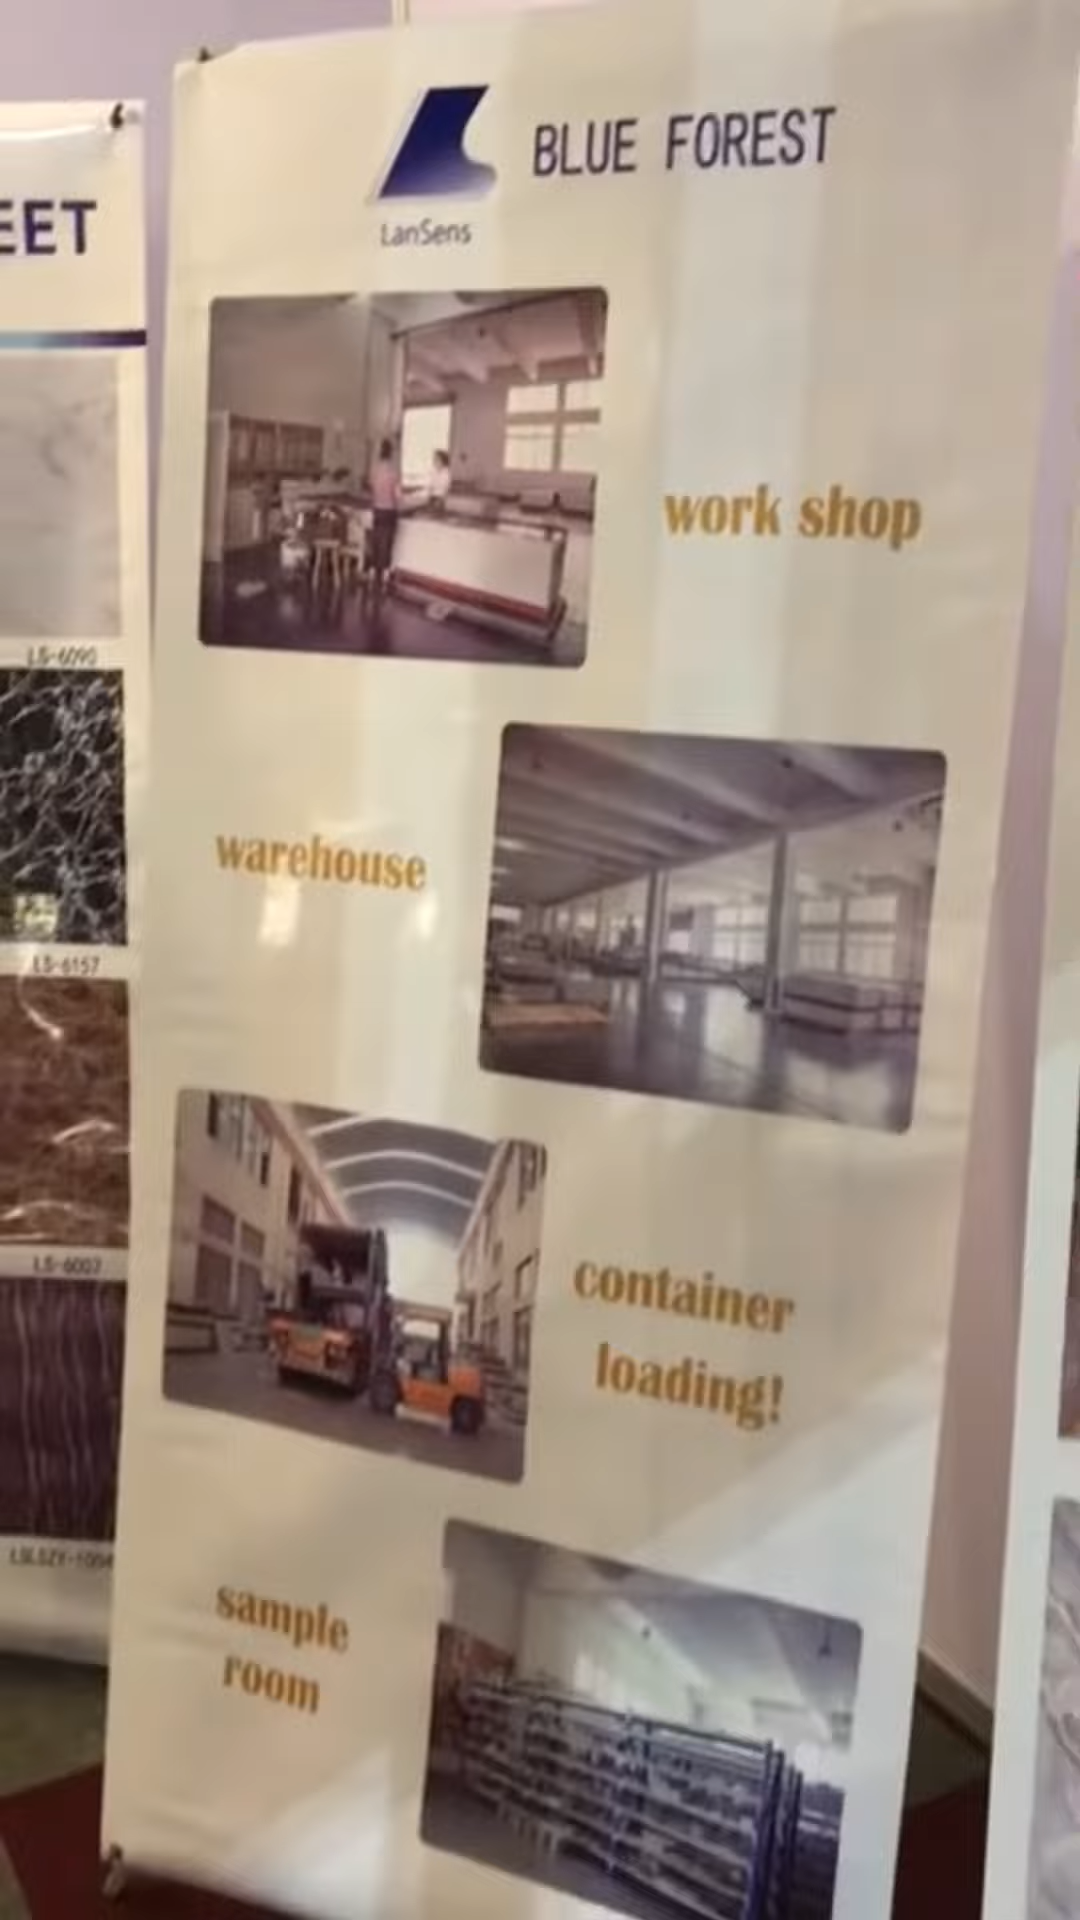 EET
LS-6090
LS-6157
LS-6007
BLUE FOREST
LanSens
work shop
warehouse
container
loading!
sample
room